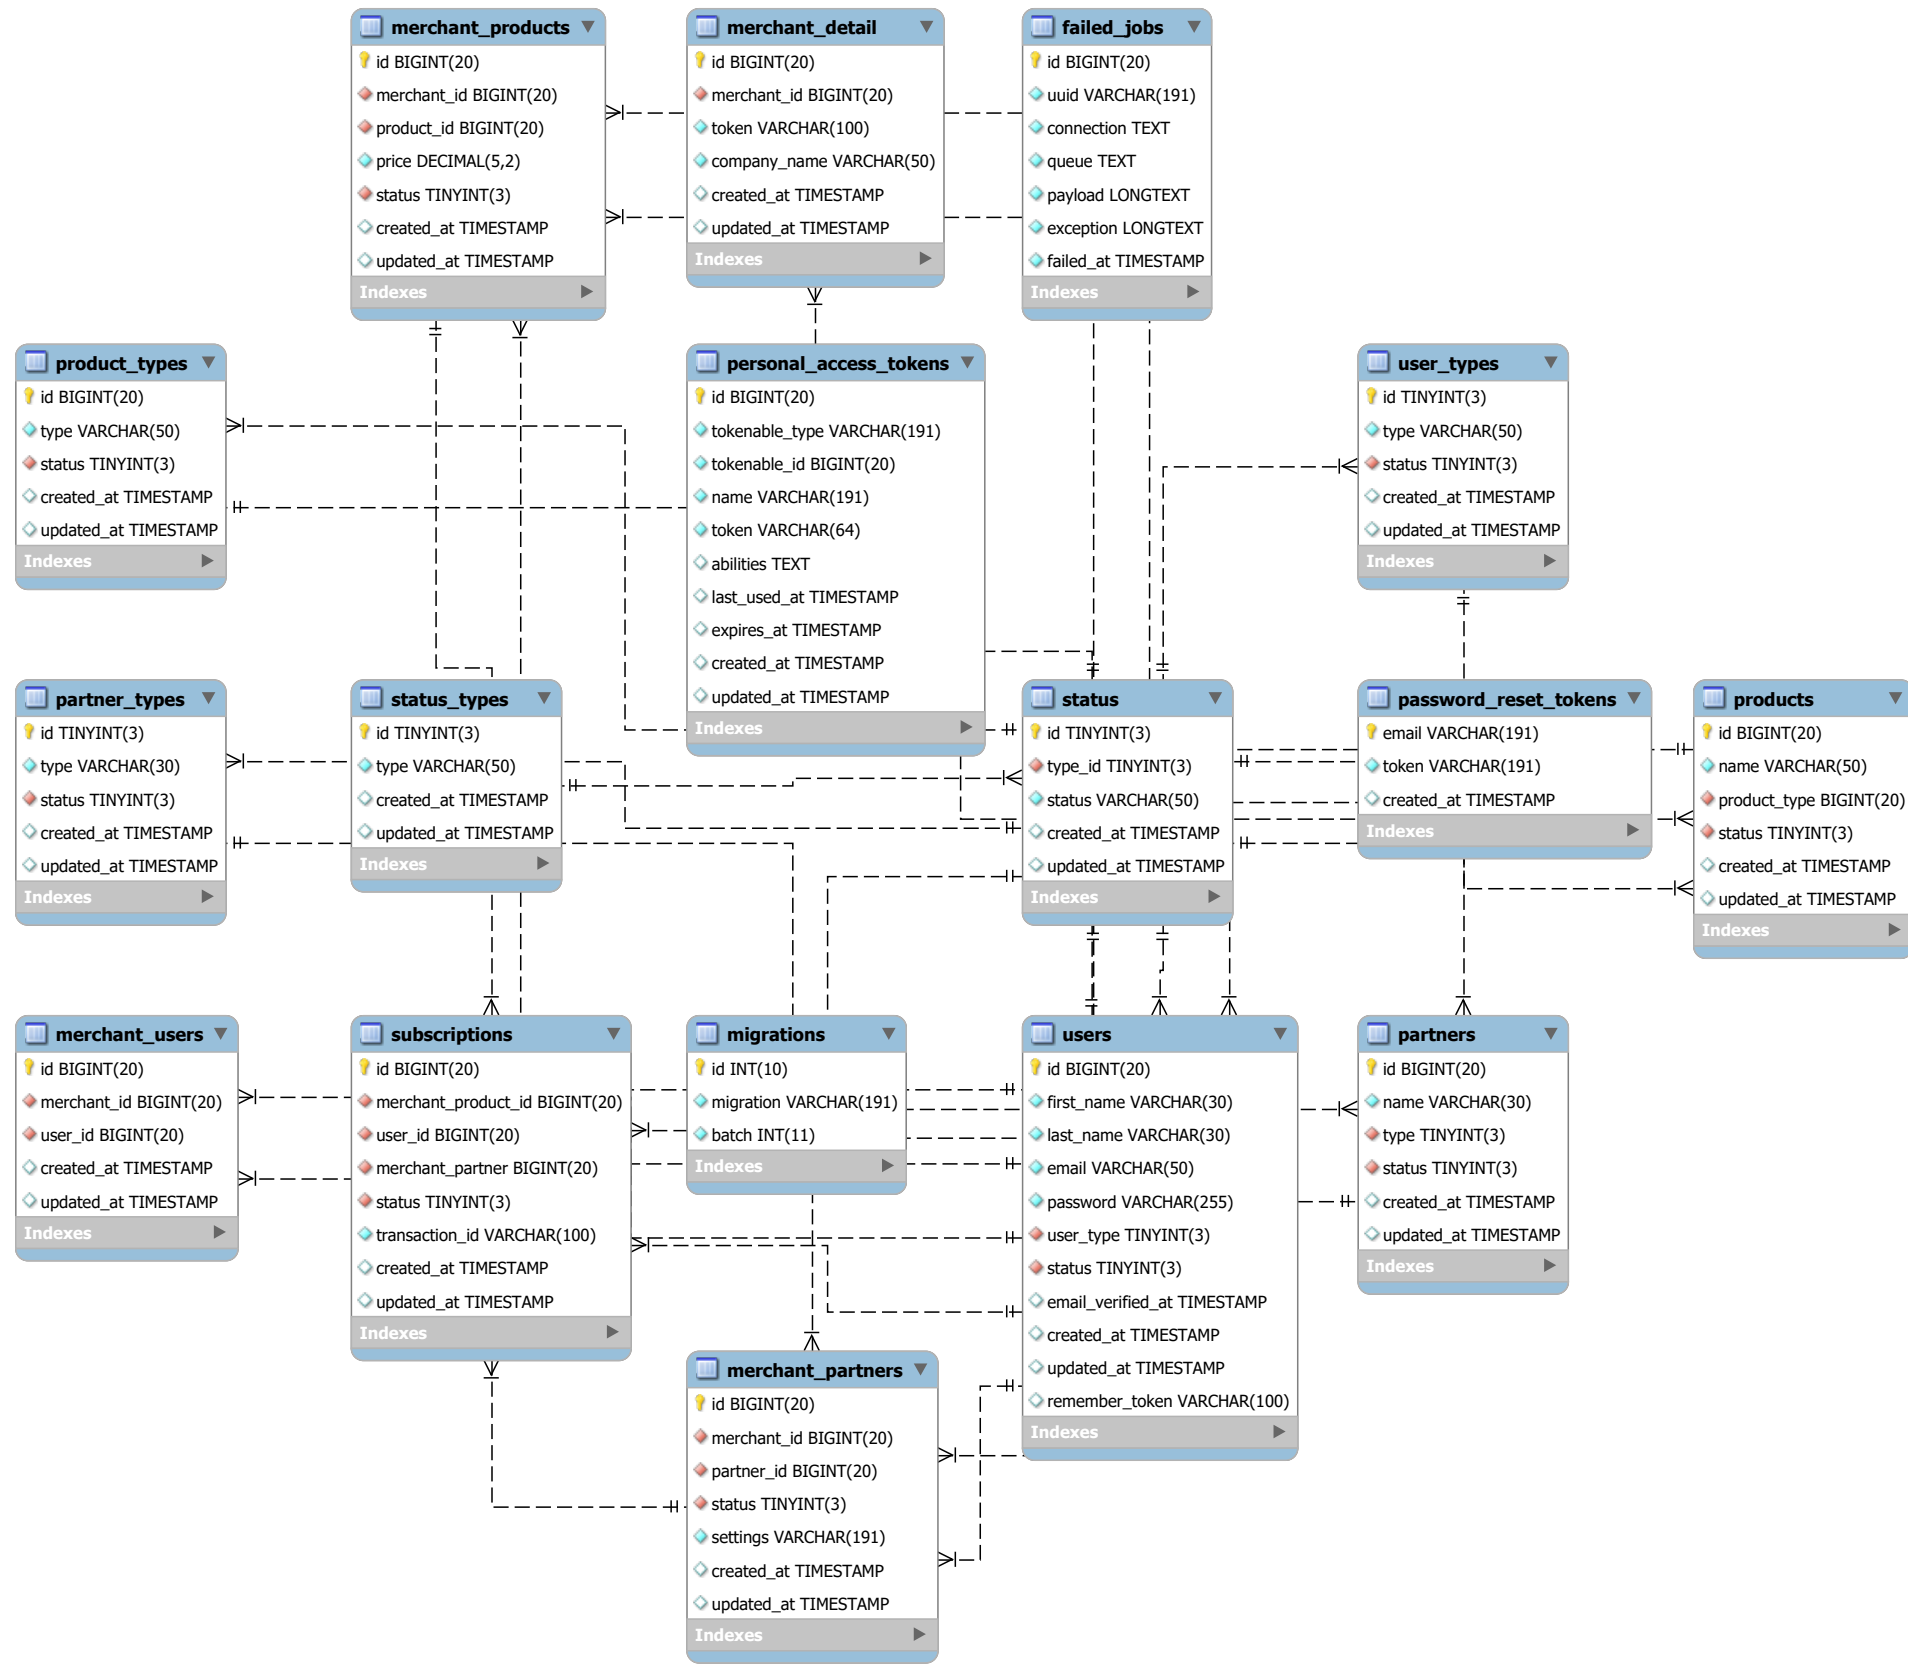 merchant_products
id BIGINT(20)
merchant_id BIGINT(20)
product_id BIGINT(20)
price DECIMAL(5,2)
status TINYINT(3)
created_at TIMESTAMP
updated_at TIMESTAMP
Indexes
merchant_detail
id BIGINT(20)
merchant_id BIGINT(20)
token VARCHAR(100)
company_name VARCHAR(50)
created_at TIMESTAMP
updated_at TIMESTAMP
Indexes
failed_jobs
id BIGINT(20)
uuid VARCHAR(191)
connection TEXT
queue TEXT
payload LONGTEXT
exception LONGTEXT
failed_at TIMESTAMP
Indexes
product_types
id BIGINT(20)
type VARCHAR(50)
status TINYINT(3)
created_at TIMESTAMP
updated_at TIMESTAMP
Indexes
personal_access_tokens
id BIGINT(20)
tokenable_type VARCHAR(191)
tokenable_id BIGINT(20)
name VARCHAR(191)
token VARCHAR(64)
abilities TEXT
last_used_at TIMESTAMP
expires_at TIMESTAMP
created_at TIMESTAMP
updated_at TIMESTAMP
Indexes
user_types
id TINYINT(3)
type VARCHAR(50)
status TINYINT(3)
created_at TIMESTAMP
updated_at TIMESTAMP
Indexes
partner_types
id TINYINT(3)
type VARCHAR(30)
status TINYINT(3)
created_at TIMESTAMP
updated_at TIMESTAMP
Indexes
status_types
id TINYINT(3)
type VARCHAR(50)
created_at TIMESTAMP
updated_at TIMESTAMP
Indexes
status
id TINYINT(3)
type_id TINYINT(3)
status VARCHAR(50)
created_at TIMESTAMP
updated_at TIMESTAMP
Indexes
password_reset_tokens
email VARCHAR(191)
token VARCHAR(191)
created_at TIMESTAMP
Indexes
products
id BIGINT(20)
name VARCHAR(50)
product_type BIGINT(20)
status TINYINT(3)
created_at TIMESTAMP
updated_at TIMESTAMP
Indexes
merchant_users
id BIGINT(20)
merchant_id BIGINT(20)
user_id BIGINT(20)
created_at TIMESTAMP
updated_at TIMESTAMP
Indexes
subscriptions
id BIGINT(20)
merchant_product_id BIGINT(20)
user_id BIGINT(20)
merchant_partner BIGINT(20)
status TINYINT(3)
transaction_id VARCHAR(100)
created_at TIMESTAMP
updated_at TIMESTAMP
Indexes
migrations
id INT(10)
migration VARCHAR(191)
batch INT(11)
Indexes
users
id BIGINT(20)
first_name VARCHAR(30)
last_name VARCHAR(30)
email VARCHAR(50)
password VARCHAR(255)
user_type TINYINT(3)
status TINYINT(3)
email_verified_at TIMESTAMP
created_at TIMESTAMP
updated_at TIMESTAMP
remember_token VARCHAR(100)
Indexes
partners
id BIGINT(20)
name VARCHAR(30)
type TINYINT(3)
status TINYINT(3)
created_at TIMESTAMP
updated_at TIMESTAMP
Indexes
merchant_partners
id BIGINT(20)
merchant_id BIGINT(20)
partner_id BIGINT(20)
status TINYINT(3)
settings VARCHAR(191)
created_at TIMESTAMP
updated_at TIMESTAMP
Indexes